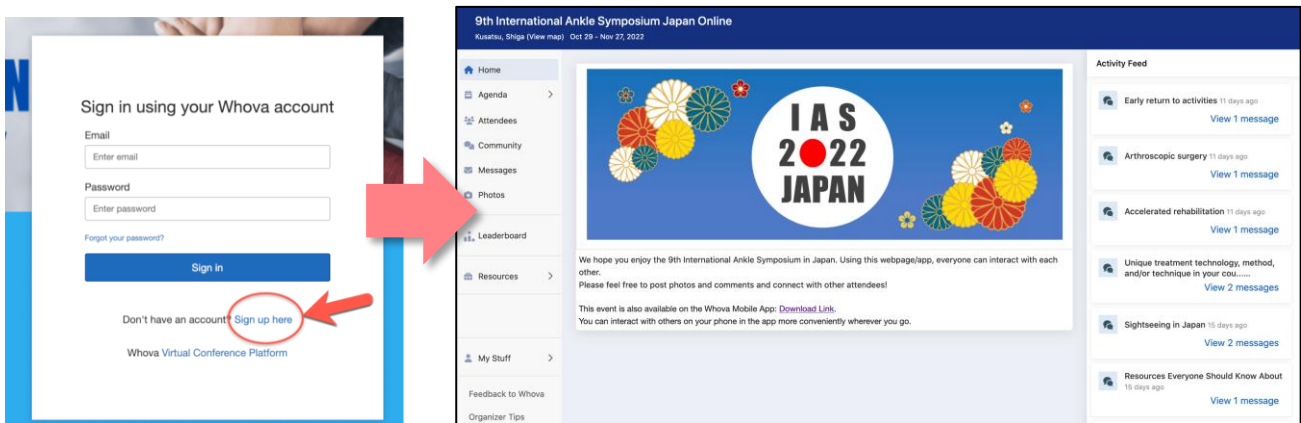 Sign in using your Whova account
Email
Enter email
Password
Enter password
Forgot your password?
Sign in
Don't have an account? Sign up here
Whova Virtual Conference Platform
9th International Ankle Symposium Japan Online
Kusatsu, Shiga (View map) Oct 29 - Nov 27, 2022
Home
Agenda
Attendees
Community
Messages
Photos
Leaderboard
Resources
My Stuff
Feedback to Whova
Organizer Tips
IAS
2022
JAPAN
We hope you enjoy the 9th International Ankle Symposium in Japan. Using this webpage/app, everyone can interact with each
other.
Please feel free to post photos and comments and connect with other attendees!
This event is also available on the Whova Mobile App: Download Link.
You can interact with others on your phone in the app more conveniently wherever you go.
Activity Feed
Early return to activities 11 days ago
View 1 message
Arthroscopic surgery 11 days ago
View 1 message
Accelerated rehabilitation 11 days ago
View 1 message
Unique treatment technology, method,
and/or technique in your cou......
View 2 messages
Sightseeing in Japan 15 days ago
View 2 messages
Resources Everyone Should Know About
15 days ago
View 1 message